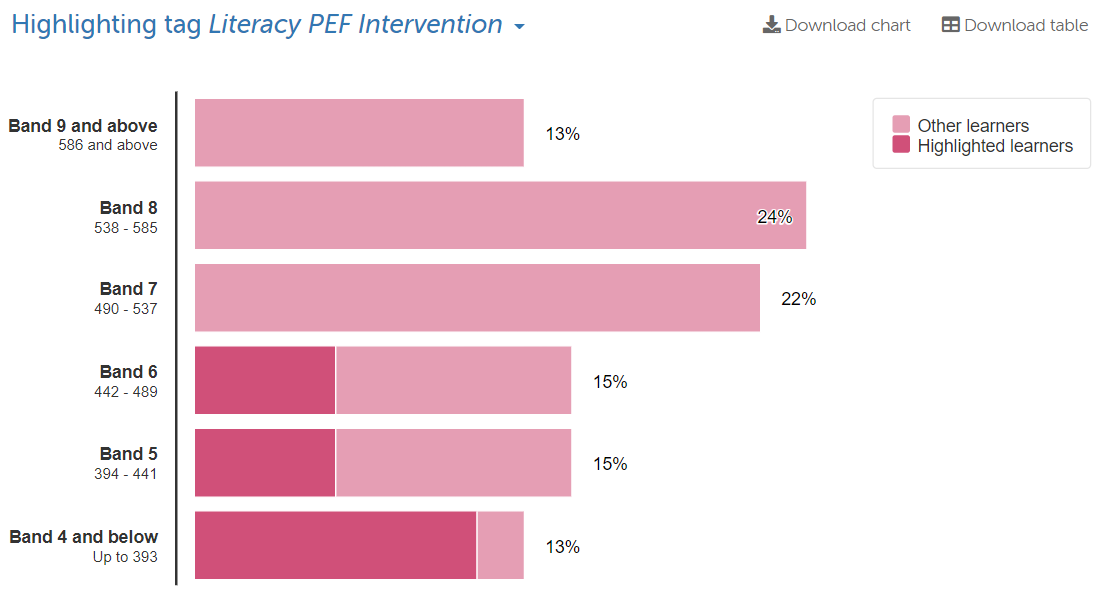 Highlighting tag Literacy PEF Intervention
Download chart
Download table
Band 9 and above
586 and above
13%
Other learners
Highlighted learners
Band 8
538 - 585
24%
Band 7
490 - 537
22%
Band 6
442 - 489
15%
Band 5
394 - 441
15%
Band 4 and below
Up to 393
13%